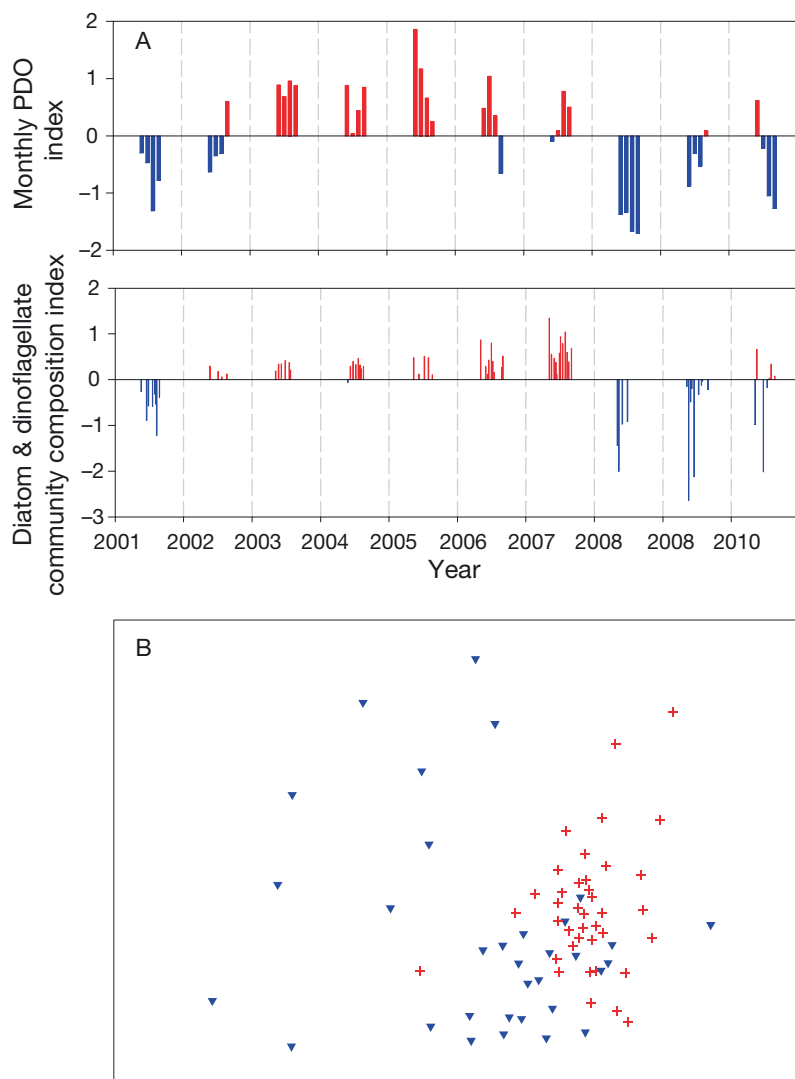 A
Monthly PDO
index
2
1
0
−1
−2
Diatom & dinoflagellate
community composition index
2
1
0
−1
−2
−3
2001 2002 2003 2004 2005 2006 2007 2008 2008 2010
Year
B